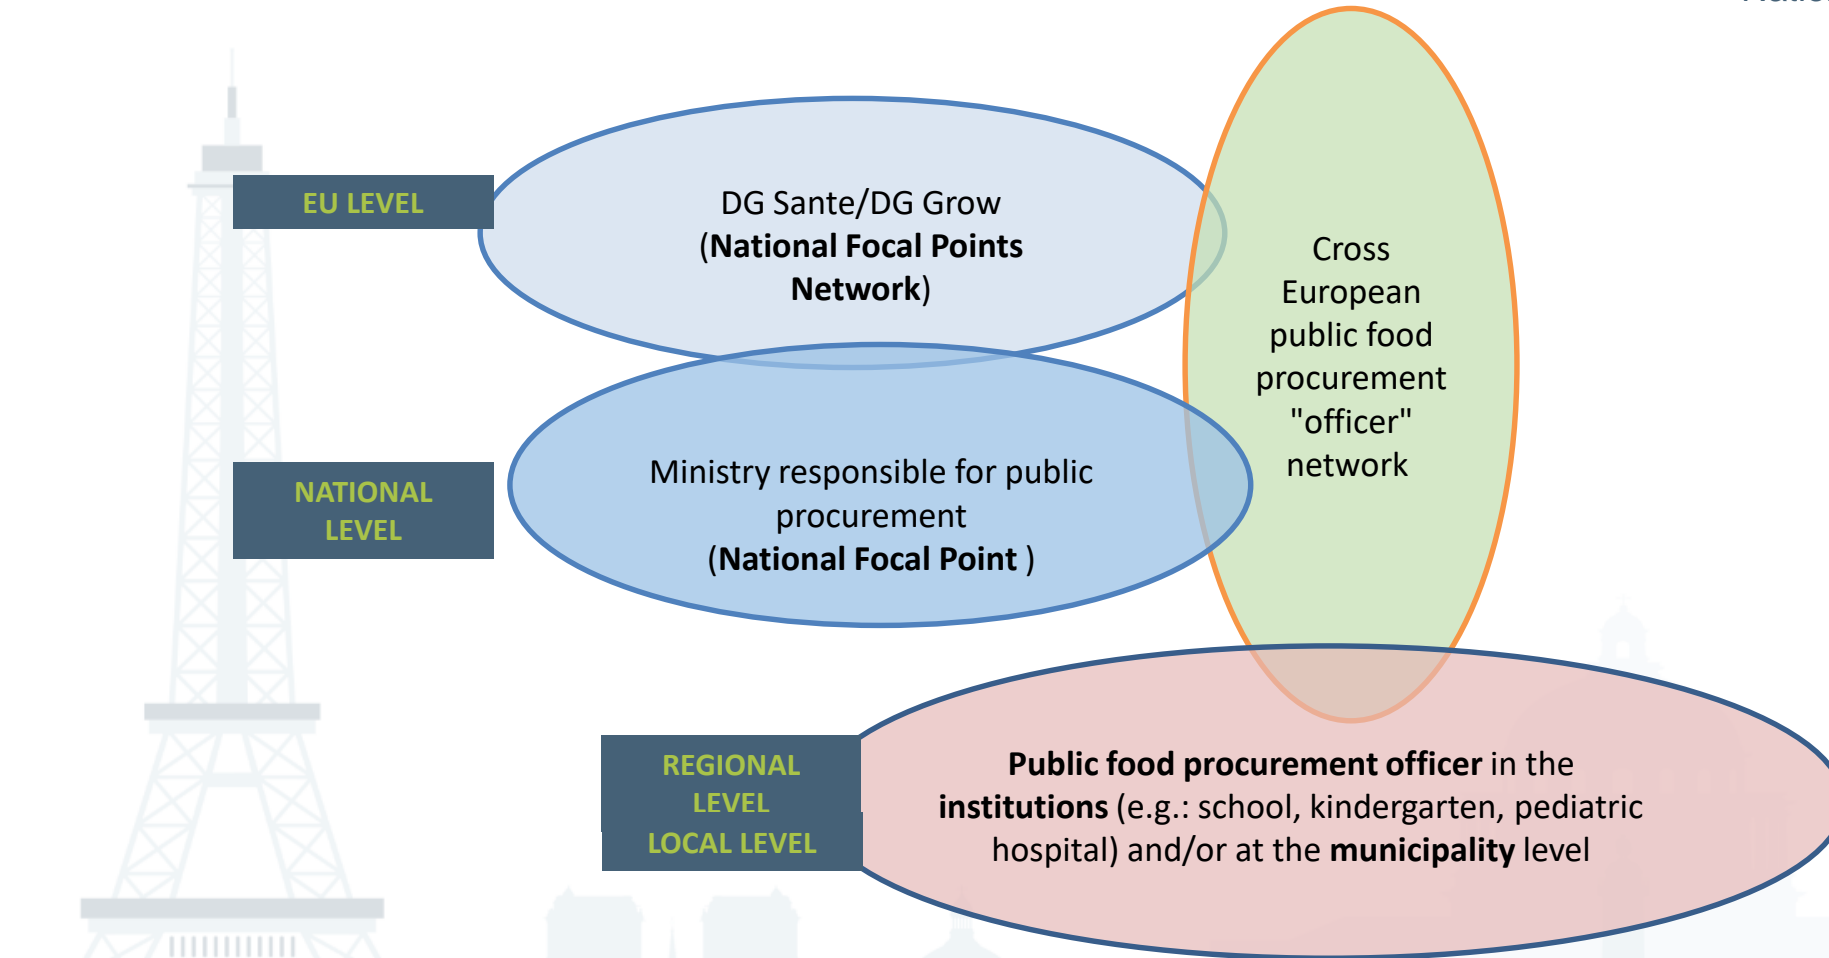 EU LEVEL
DG Sante/DG Grow
(National Focal Points
Network)
Cross
European
public food
procurement
"officer"
network
NATIONAL
LEVEL
Ministry responsible for public
procurement
(National Focal Point )
REGIONAL
LEVEL
LOCAL LEVEL
Public food procurement officer in the
institutions (e.g.: school, kindergarten, pediatric
hospital) and/or at the municipality level